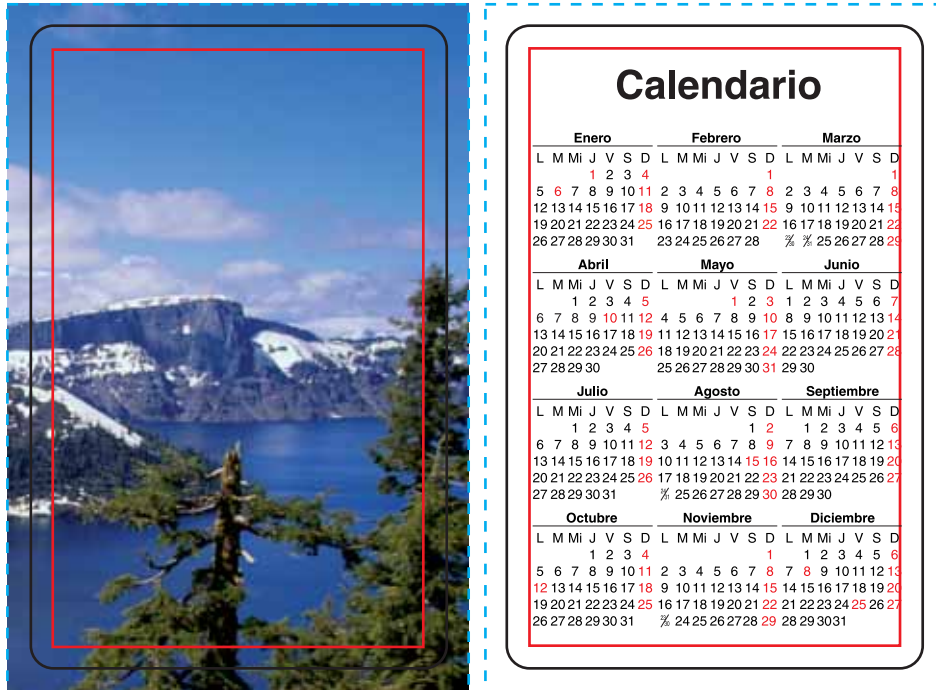 Calendario
Enero Febrero Marzo
L M Mi J V S D L M Mi J V S D L M Mi J V S D
1 2 3 4 1 1
5 6 7 8 9 10 11 2 3 4 5 6 7 8 2 3 4 5 6 7 8
12 13 14 15 16 17 18 9 10 11 12 13 14 15 9 10 11 12 13 14 15
19 20 21 22 23 24 25 16 17 18 19 20 21 22 16 17 18 19 20 21 22
26 27 28 29 30 31 23 24 25 26 27 28 25 26 27 28 29
Abril Mayo Junio
L M Mi J V S D L M Mi J V S D L M Mi J V S D
1 2 3 4 5 1 2 3 1 2 3 4 5 6 7
6 7 8 9 10 11 12 4 5 6 7 8 9 10 8 9 10 11 12 13 14
13 14 15 16 17 18 19 11 12 13 14 15 16 17 15 16 17 18 19 20 21
20 21 22 23 24 25 26 18 19 20 21 22 23 24 22 23 24 25 26 27 28
27 28 29 30 25 26 27 28 29 30 31 29 30
Julio Agosto Septiembre
L M Mi J V S D L M Mi J V S D L M Mi J V S D
1 2 3 4 5 1 2 1 2 3 4 5 6
6 7 8 9 10 11 12 3 4 5 6 7 8 9 7 8 9 10 11 12 13
13 14 15 16 17 18 19 10 11 12 13 14 15 16 14 15 16 17 18 19 20
20 21 22 23 24 25 26 17 18 19 20 21 22 23 21 22 23 24 25 26 27
27 28 29 30 31 25 26 27 28 29 30 28 29 30
Octubre Noviembre Diciembre
L M Mi J V S D L M Mi J V S D L M Mi J V S D
1 2 3 4 1 1 2 3 4 5 6
5 6 7 8 9 10 11 2 3 4 5 6 7 8 7 8 9 10 11 12 13
12 13 14 15 16 17 18 9 10 11 12 13 14 15 14 15 16 17 18 19 20
19 20 21 22 23 24 25 16 17 18 19 20 21 22 21 22 23 24 25 26 27
26 27 28 29 30 31 24 25 26 27 28 29 28 29 30 31